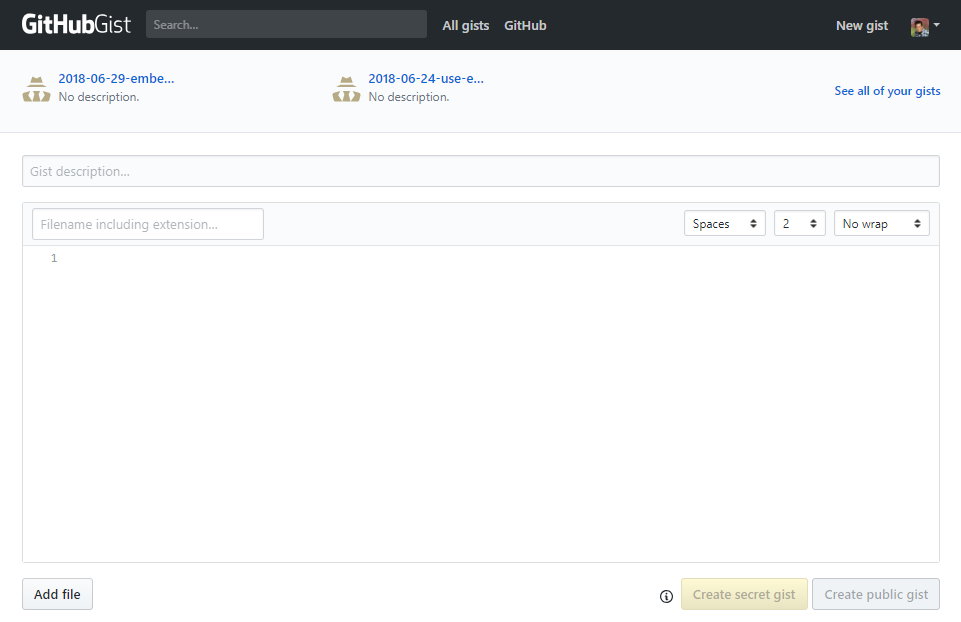 GitHubGist Search... All gists GitHub New gist
2018-06-29-embe... 2018-06-24-use-e...
No description. No description.
See all of your gists
Gist description...
Filename including extension... Spaces 2 No wrap
1
Add file Create secret gist Create public gist